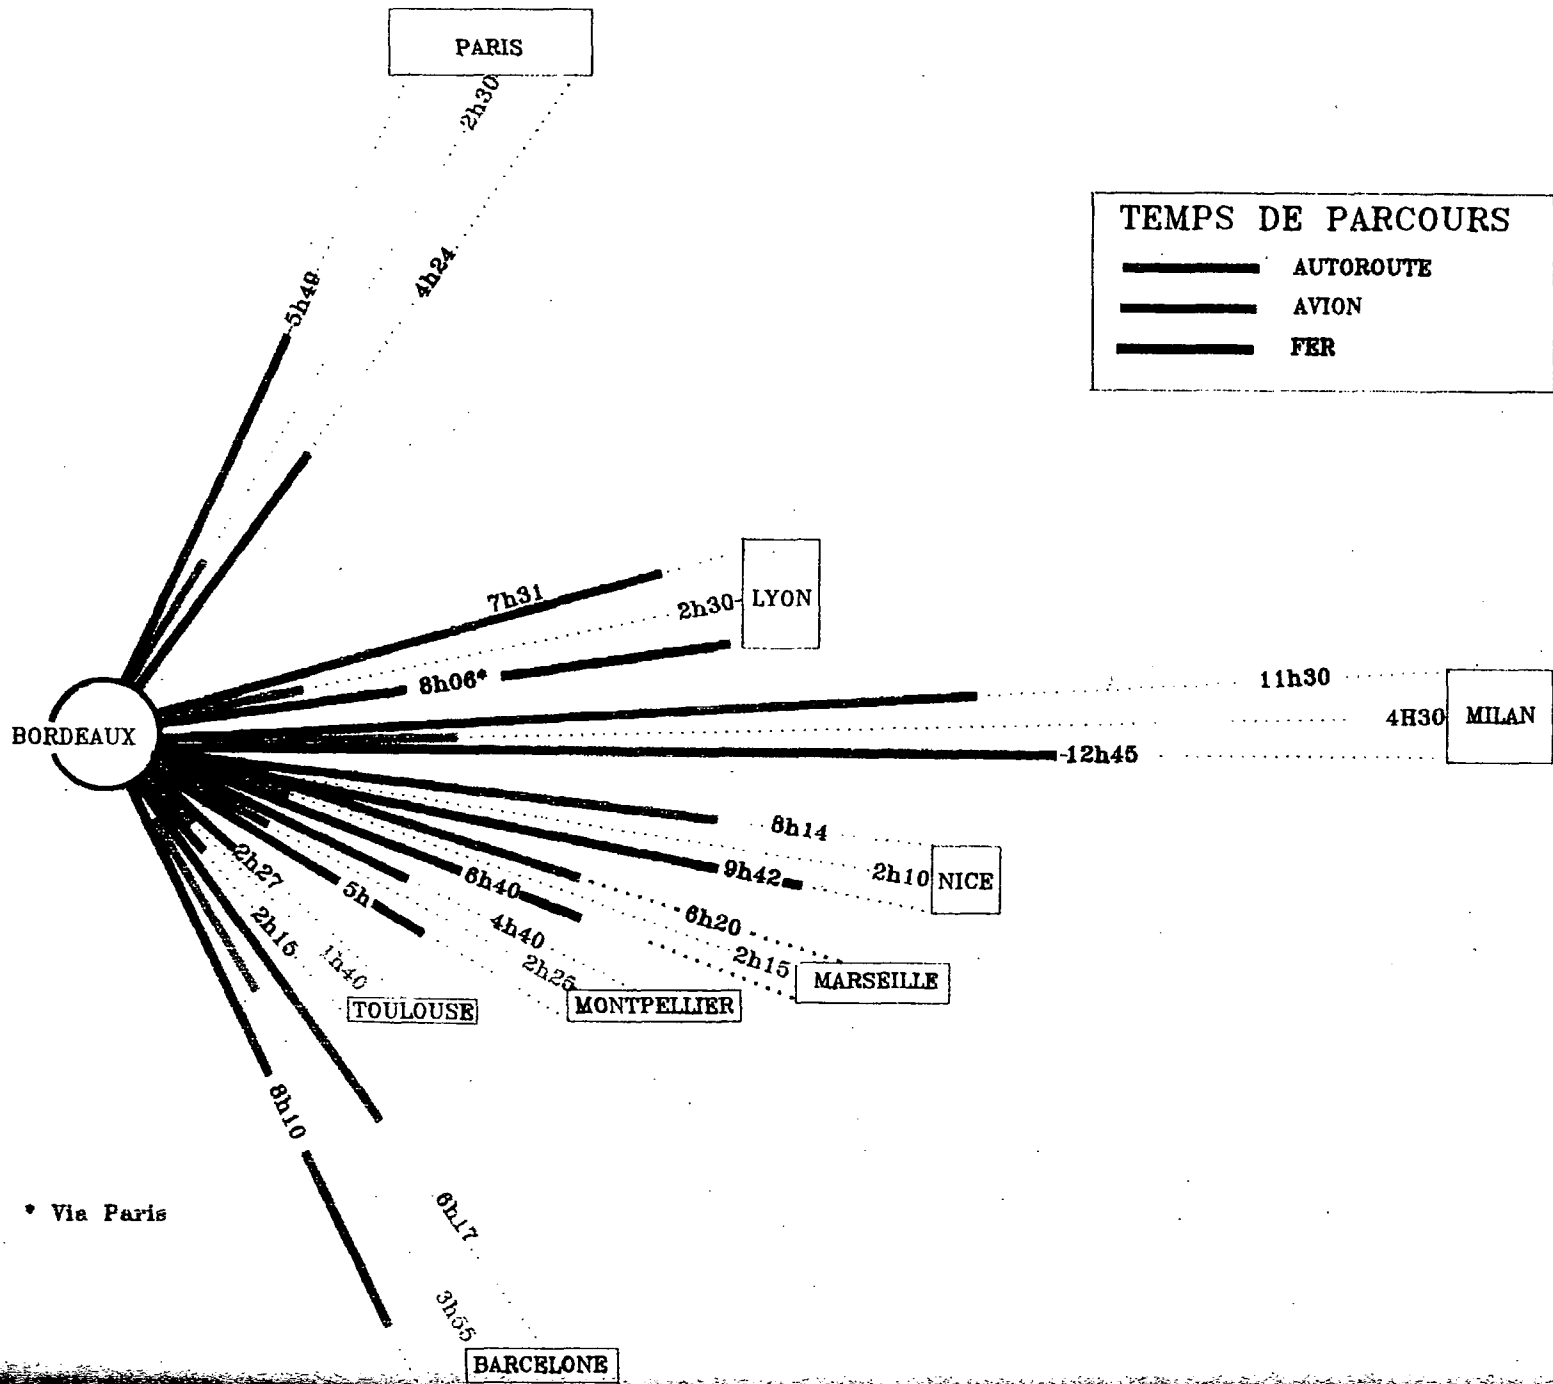 PARIS
2h30
TEMPS DE PARCOURS
AUTOROUTE
AVION
FER
4h24
5h49
7h31
2h30
LYON
8h06*
11h30
4H30
MILAN
BORDEAUX
12h45
8h14
2h10
NICE
9h42
2h27
5h
6h40
6h20
4h40
2h15
1h40
2h25
2h15
MARSEILLE
TOULOUSE
MONTPELLIER
8h10
* Via Paris
6h17
3h55
BARCELONE